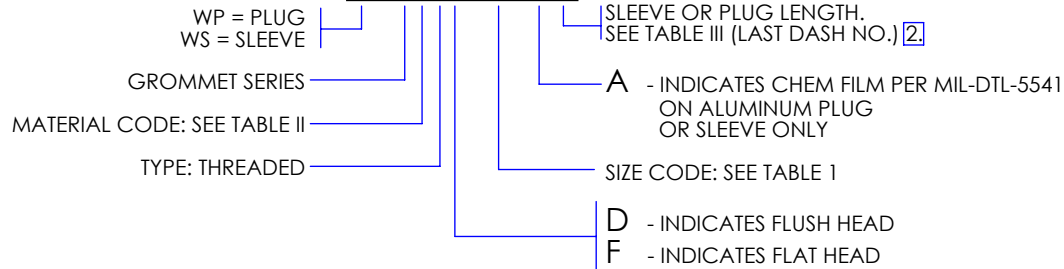 WP = PLUG
WS = SLEEVE
GROMMET SERIES
MATERIAL CODE: SEE TABLE II
TYPE: THREADED
SLEEVE OR PLUG LENGTH.
SEE TABLE III (LAST DASH NO.) 2.
A - INDICATES CHEM FILM PER MIL-DTL-5541
ON ALUMINUM PLUG
OR SLEEVE ONLY
SIZE CODE: SEE TABLE 1
D - INDICATES FLUSH HEAD
F - INDICATES FLAT HEAD